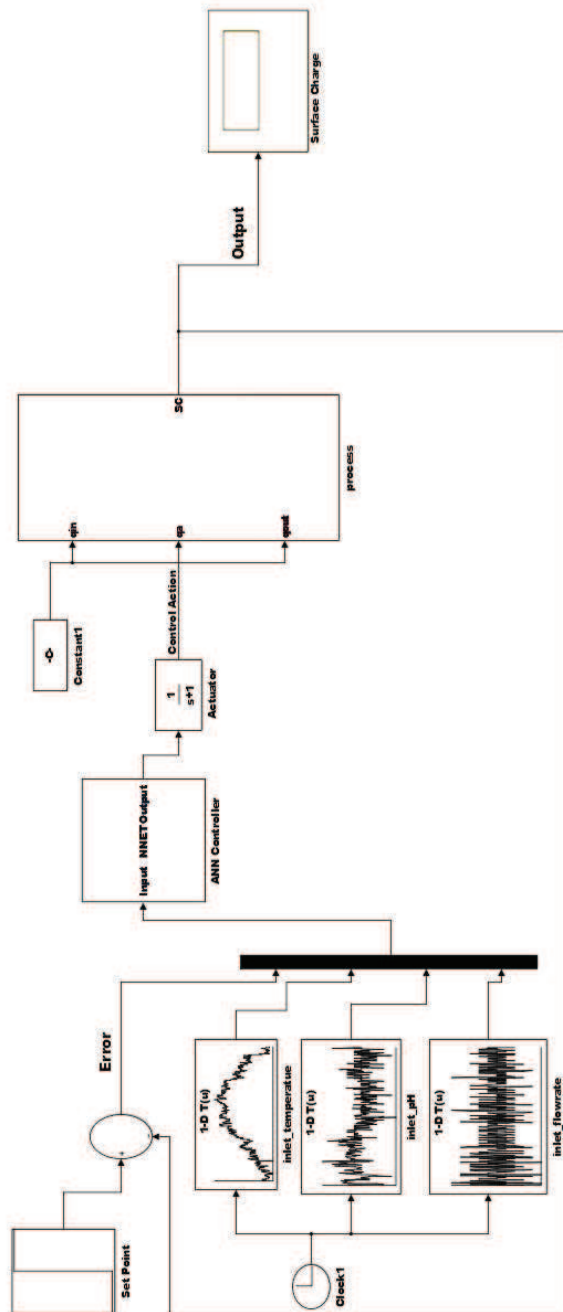 Set Point
+
-
Error
Clock1
1-D T(u)
inlet_temperatue
1-D T(u)
inlet_pH
1-D T(u)
inlet_flowrate
Input NNETOutput
ANN Controller
1
s+1
Actuator
Control Action
-C-
Constant1
qin
qa
qout
SC
process
Output
Surface Charge